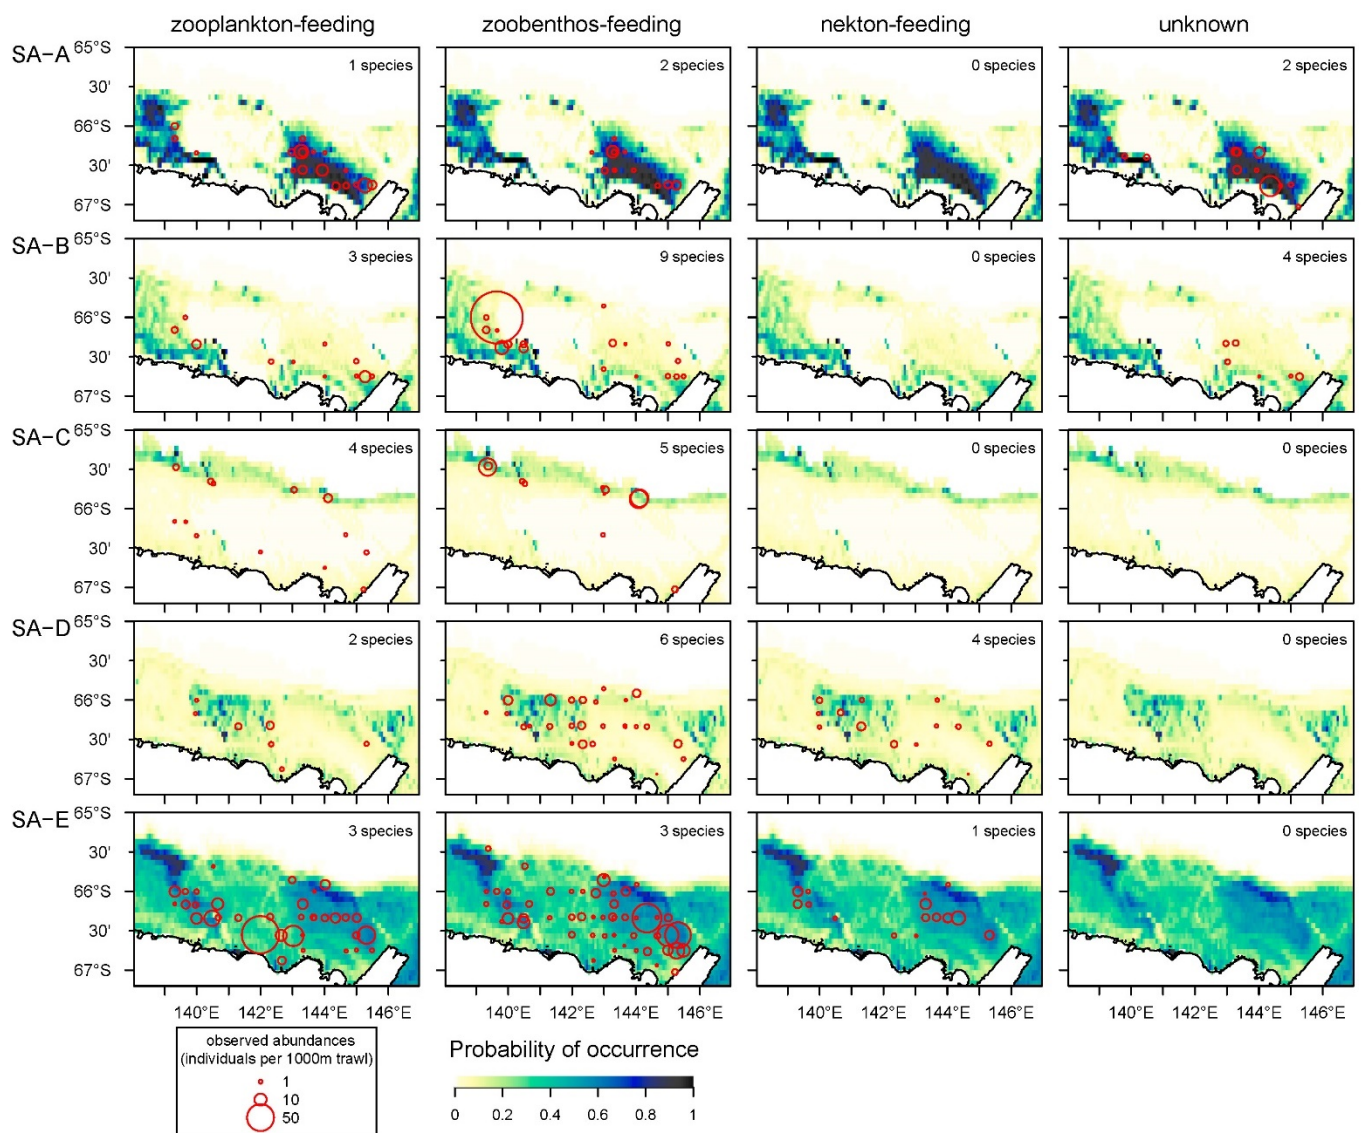 zooplankton-feeding zoobenthos-feeding nekton-feeding unknown
SA-A 65°S 1 species 2 species 0 species 2 species
30'
66°S
30'
67°S
SA-B 65°S 3 species 9 species 0 species 4 species
30'
66°S
30'
67°S
SA-C 65°S 4 species 5 species 0 species 0 species
30'
66°S
30'
67°S
SA-D 65°S 2 species 6 species 4 species 0 species
30'
66°S
30'
67°S
SA-E 65°S 3 species 3 species 1 species 0 species
30'
66°S
30'
67°S
140°E 142°E 144°E 146°E 140°E 142°E 144°E 146°E 140°E 142°E 144°E 146°E 140°E 142°E 144°E 146°E
observed abundances
(individuals per 1000m trawl)
1
10
50
Probability of occurrence
0 0.2 0.4 0.6 0.8 1